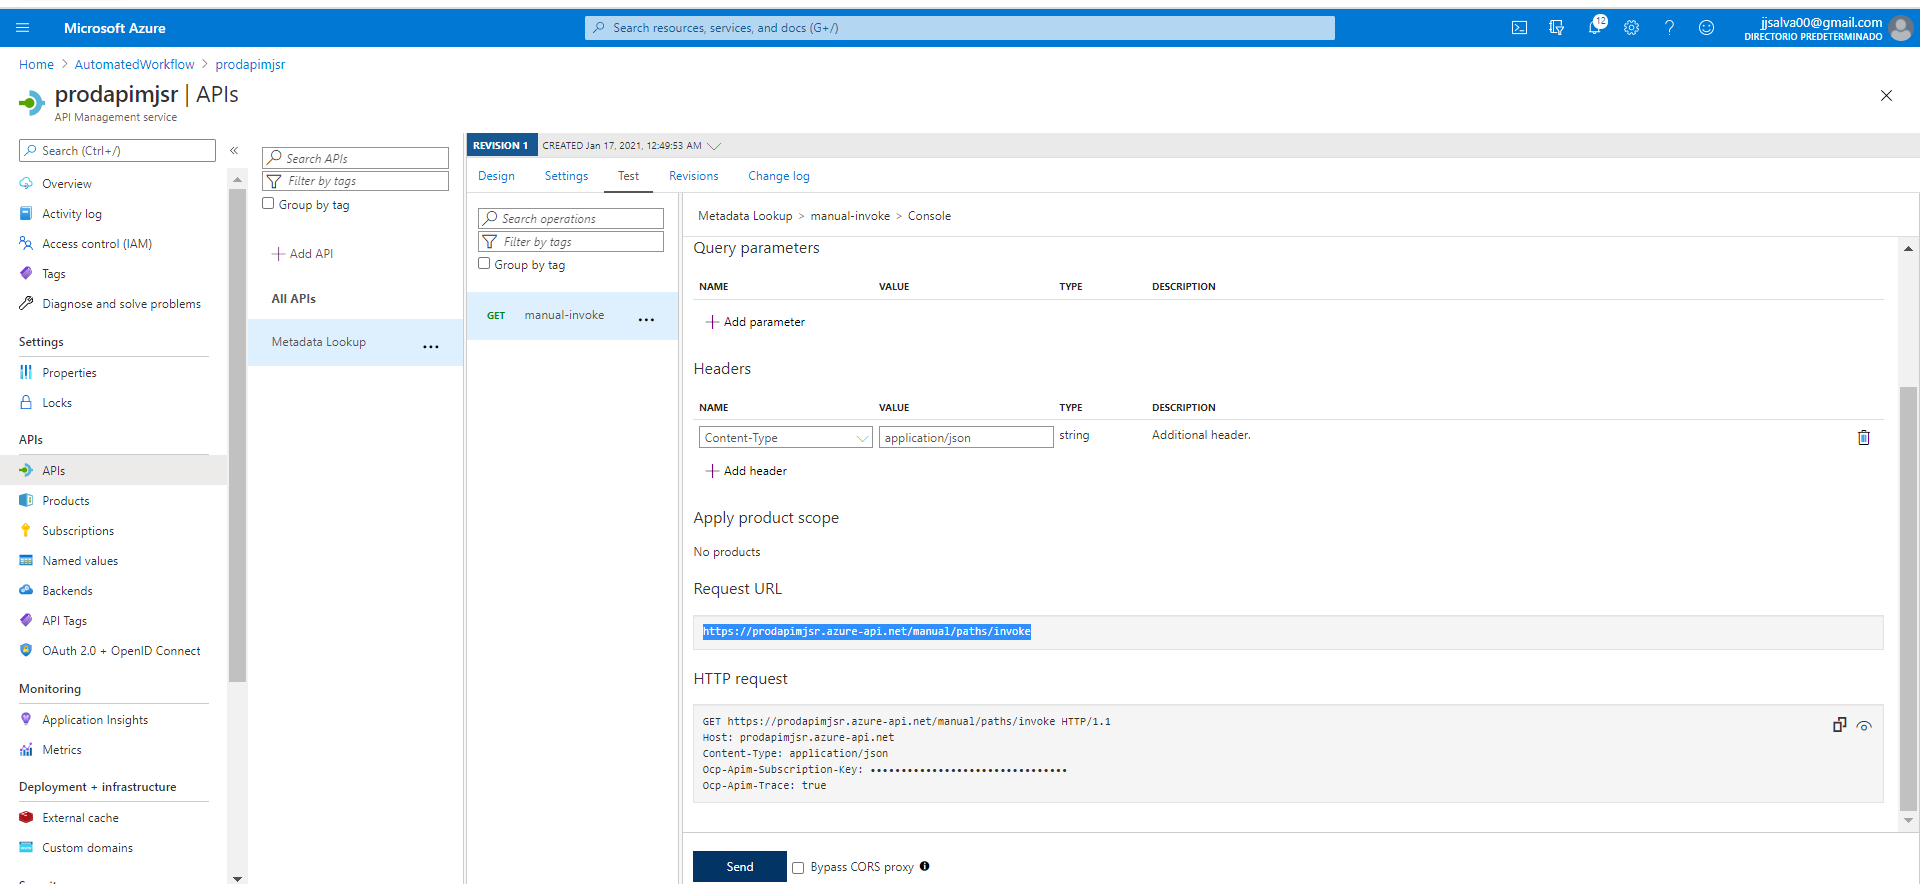 Microsoft Azure
Search resources, services, and docs (G+/)
12
jjsalva00@gmail.com
DIRECTORIO PREDETERMINADO
Home > AutomatedWorkflow > prodapimjsr
prodapimjsr | APIs
API Management service
Search (Ctrl+/)
«
Overview
Activity log
Access control (IAM)
Tags
Diagnose and solve problems
Settings
Properties
Locks
APIs
APIs
Products
Subscriptions
Named values
Backends
API Tags
OAuth 2.0 + OpenID Connect
Monitoring
Application Insights
Metrics
Deployment + infrastructure
External cache
Custom domains
Search APIs
Filter by tags
Group by tag
Add API
All APIs
Metadata Lookup
...
REVISION 1
CREATED Jan 17, 2021, 12:49:53 AM
Design
Settings
Test
Revisions
Change log
Search operations
Filter by tags
Group by tag
GET manual-invoke
...
Metadata Lookup > manual-invoke > Console
Query parameters
NAME VALUE TYPE DESCRIPTION
Add parameter
Headers
NAME VALUE TYPE DESCRIPTION
Content-Type application/json string Additional header.
Add header
Apply product scope
No products
Request URL
https://prodapimjsr.azure-api.net/manual/paths/invoke
HTTP request
GET https://prodapimjsr.azure-api.net/manual/paths/invoke HTTP/1.1
Host: prodapimjsr.azure-api.net
Content-Type: application/json
Ocp-Apim-Subscription-Key: ••••••••••••••••••••••••••••••••
Ocp-Apim-Trace: true
Send
Bypass CORS proxy